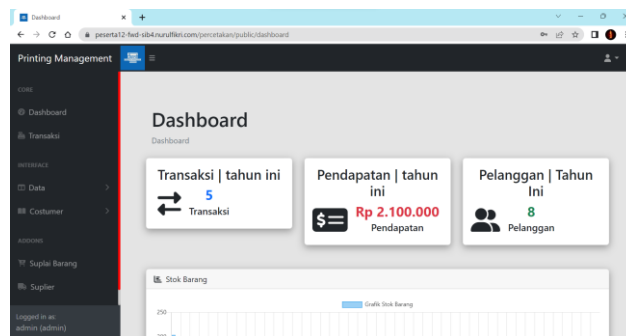 Dashboard
peserta12-fwd-sib4.nurulfikri.com/percetakan/public/dashboard
Printing Management
CORE
Dashboard
Transaksi
INTERFACE
Data
Costumer
ADDONS
Suplai Barang
Suplier
Logged in as:
admin (admin)
Dashboard
Dashboard
Transaksi | tahun ini
5
Transaksi
Pendapatan | tahun
ini
Rp 2.100.000
Pendapatan
Pelanggan | Tahun
Ini
8
Pelanggan
Stok Barang
Grafik Stok Barang
250
200